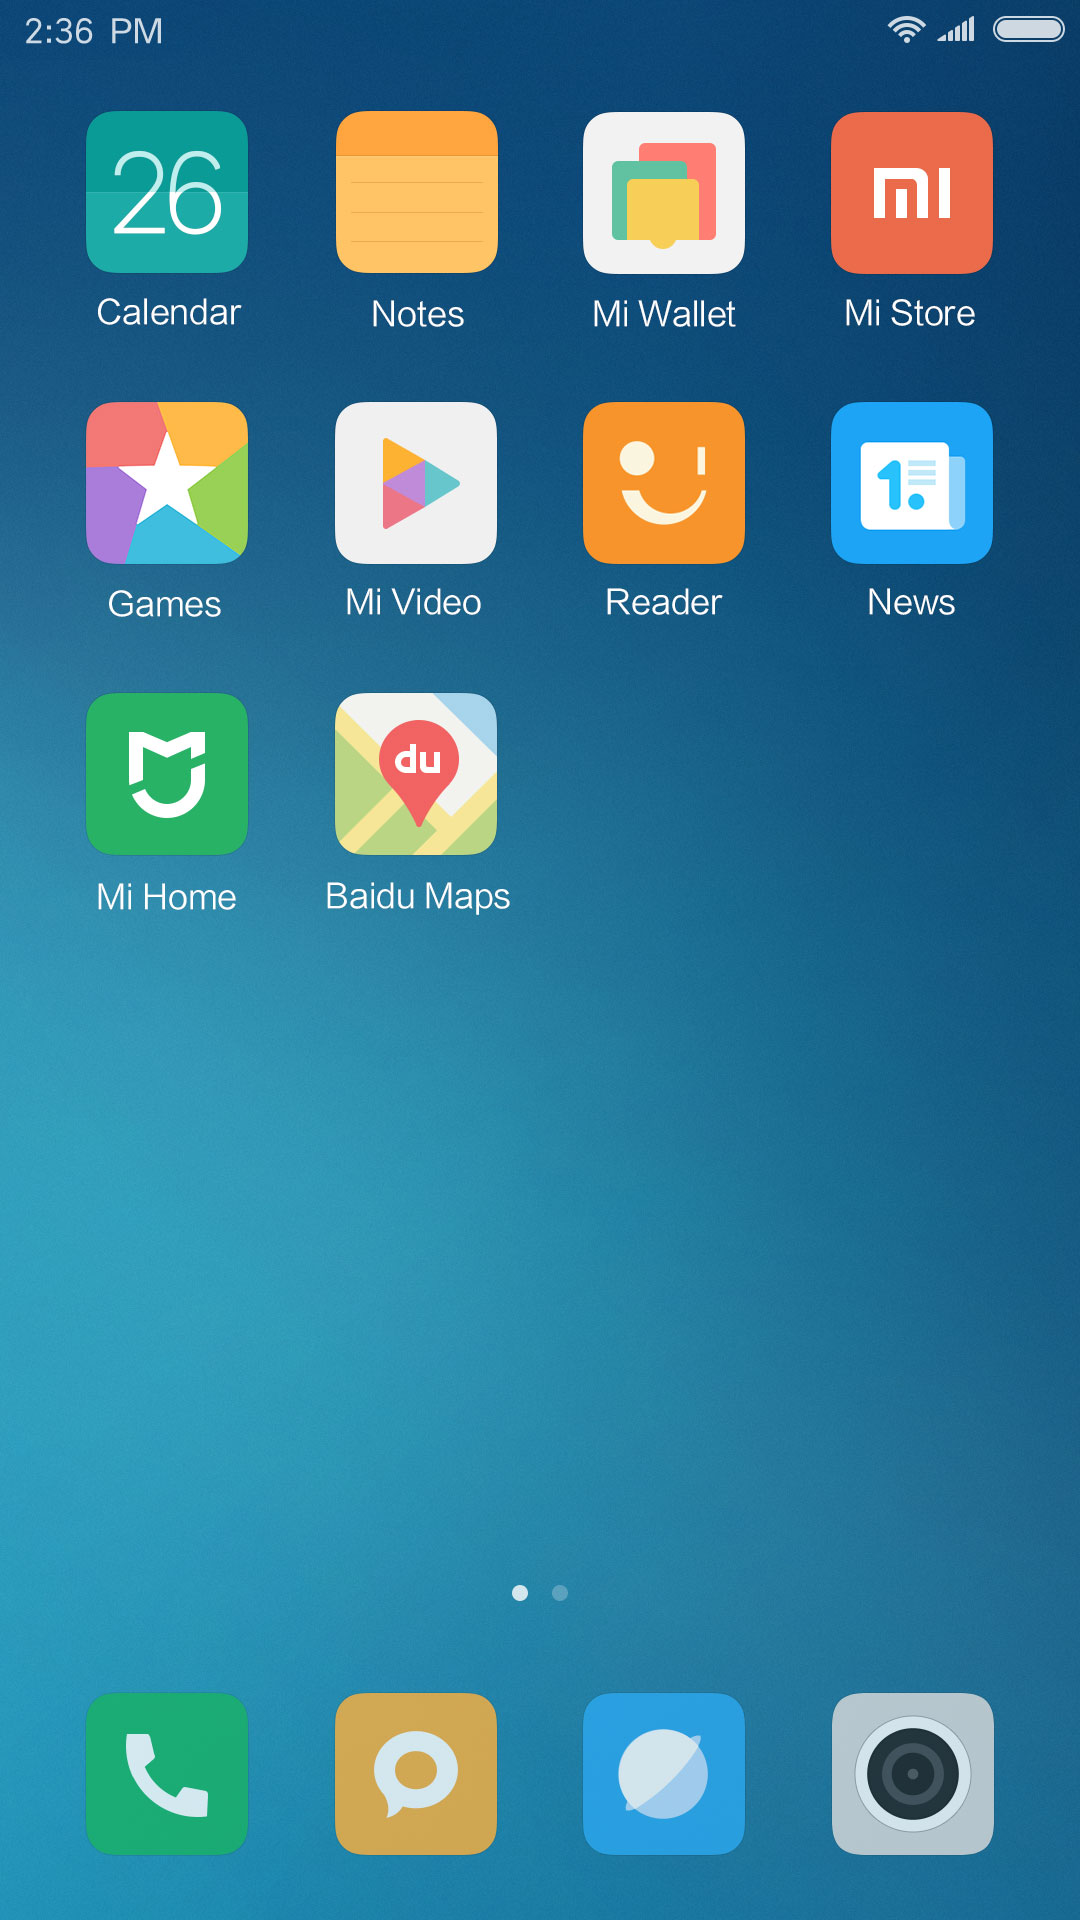 2:36 PM
26
Calendar
Notes
Mi Wallet
mi
Mi Store
Games
Mi Video
Reader
1.
News
Mi Home
du
Baidu Maps